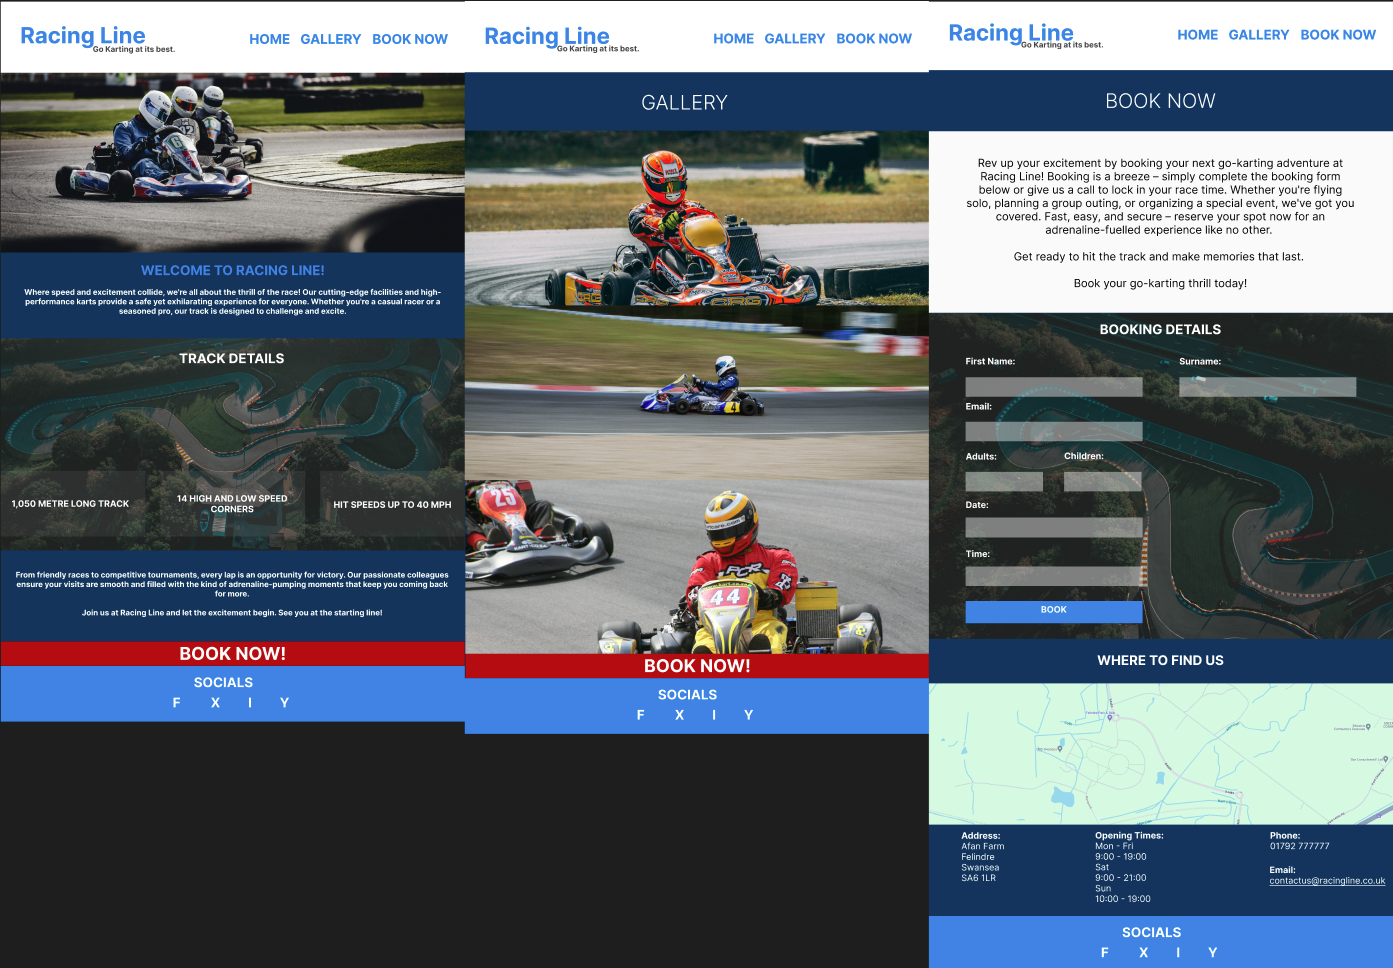 Racing Line
Go Karting at its best.
HOME GALLERY BOOK NOW
WELCOME TO RACING LINE!
Where speed and excitement collide, we're all about the thrill of the race! Our cutting-edge facilities and high-
performance karts provide a safe yet exhilarating experience for everyone. Whether you're a casual racer or a
seasoned pro, our track is designed to challenge and excite.
TRACK DETAILS
1,050 METRE LONG TRACK
14 HIGH AND LOW SPEED
CORNERS
HIT SPEEDS UP TO 40 MPH
From friendly races to competitive tournaments, every lap is an opportunity for victory. Our passionate colleagues
ensure your visits are smooth and filled with the kind of adrenaline-pumping moments that keep you coming back
for more.
Join us at Racing Line and let the excitement begin. See you at the starting line!
BOOK NOW!
SOCIALS
F X I Y
Racing Line
Go Karting at its best.
HOME GALLERY BOOK NOW
GALLERY
4
25
44
BOOK NOW!
SOCIALS
F X I Y
Racing Line
Go Karting at its best.
HOME GALLERY BOOK NOW
BOOK NOW
Rev up your excitement by booking your next go-karting adventure at
Racing Line! Booking is a breeze – simply complete the booking form
below or give us a call to lock in your race time. Whether you're flying
solo, planning a group outing, or organizing a special event, we've got you
covered. Fast, easy, and secure – reserve your spot now for an
adrenaline-fuelled experience like no other.
Get ready to hit the track and make memories that last.
Book your go-karting thrill today!
BOOKING DETAILS
First Name:
Surname:
Email:
Adults:
Children:
Date:
Time:
BOOK
WHERE TO FIND US
Address:
Afan Farm
Felindre
Swansea
SA6 1LR
Opening Times:
Mon - Fri
9:00 - 19:00
Sat
9:00 - 21:00
Sun
10:00 - 19:00
Phone:
01792 777777
Email:
contactus@racingline.co.uk
SOCIALS
F X I Y